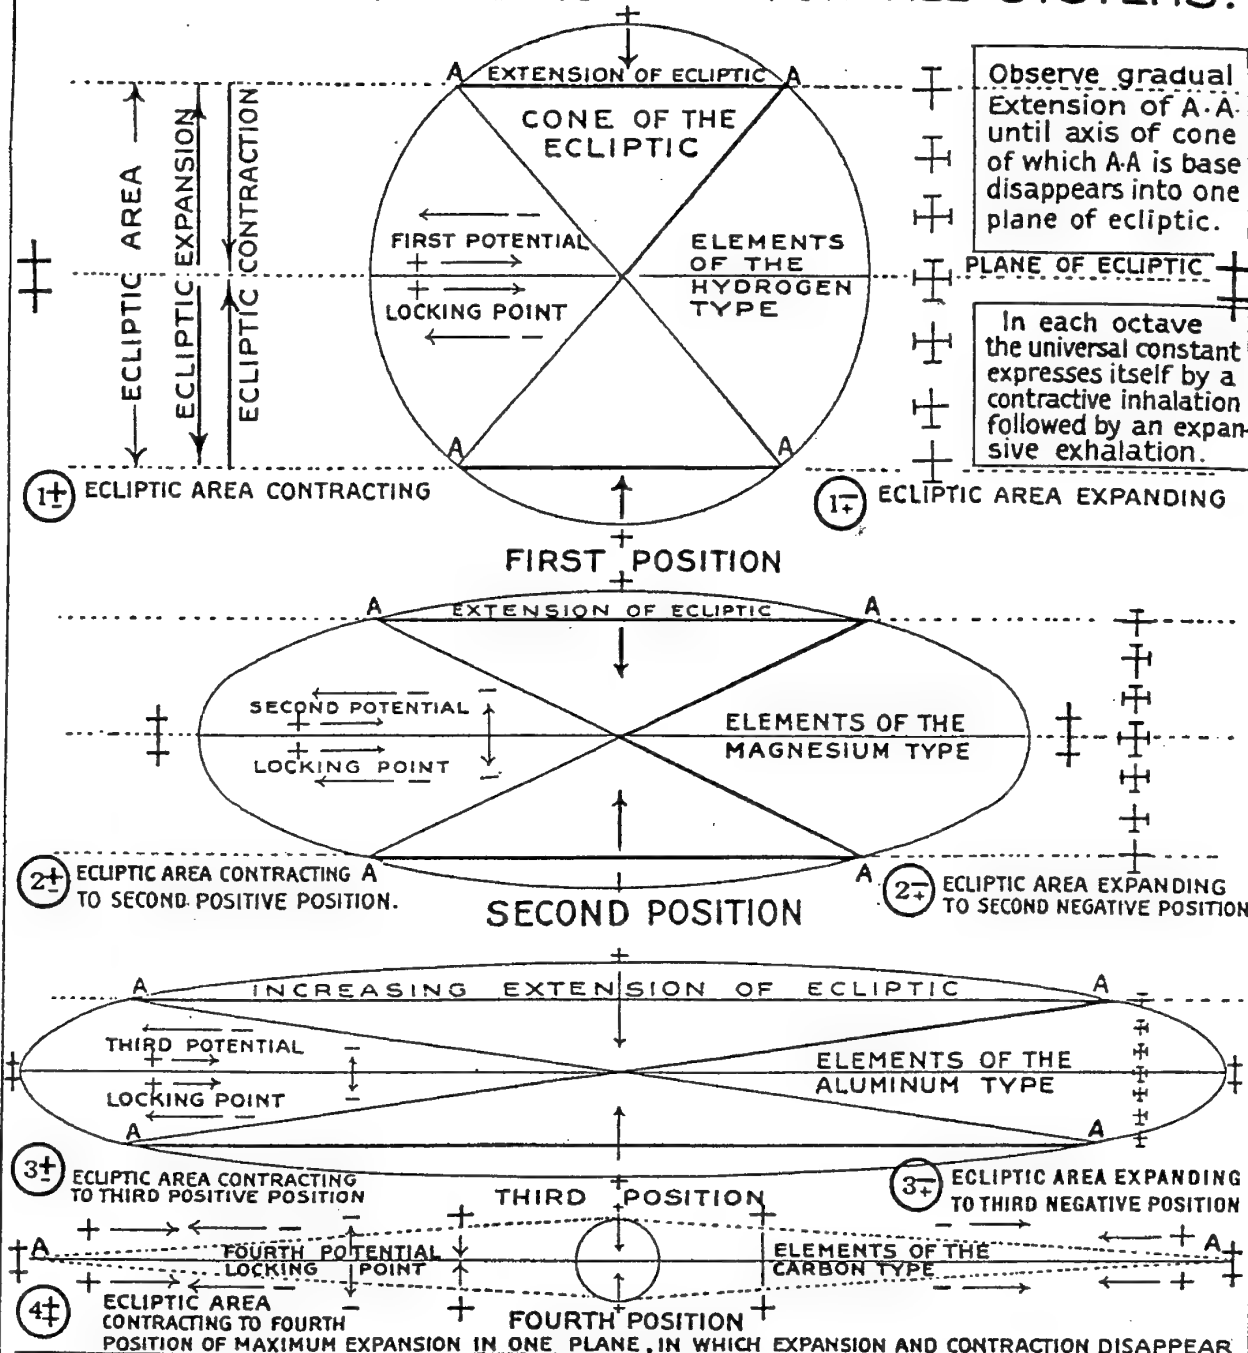 SYSTEMS.
A EXTENSION OF ECLIPTIC A
CONE OF THE
ECLIPTIC
ECLIPTIC AREA
ECLIPTIC EXPANSION
ECLIPTIC CONTRACTION
FIRST POTENTIAL
LOCKING POINT
ELEMENTS
OF THE
HYDROGEN
TYPE
Observe gradual
Extension of A.A.
until axis of cone
of which A.A is base
disappears into one
plane of ecliptic.
PLANE OF ECLIPTIC
In each octave
the universal constant
expresses itself by a
contractive inhalation
followed by an expan-
sive exhalation.
A A
1± ECLIPTIC AREA CONTRACTING
1∓ ECLIPTIC AREA EXPANDING
FIRST POSITION
A EXTENSION OF ECLIPTIC A
SECOND POTENTIAL
LOCKING POINT
ELEMENTS OF THE
MAGNESIUM TYPE
2± ECLIPTIC AREA CONTRACTING A
TO SECOND POSITIVE POSITION.
A 2∓ ECLIPTIC AREA EXPANDING
TO SECOND NEGATIVE POSITION
SECOND POSITION
A INCREASING EXTENSION OF ECLIPTIC A
THIRD POTENTIAL
LOCKING POINT
ELEMENTS OF THE
ALUMINUM TYPE
A A
3± ECLIPTIC AREA CONTRACTING
TO THIRD POSITIVE POSITION
3∓ ECLIPTIC AREA EXPANDING
TO THIRD NEGATIVE POSITION
THIRD POSITION
A A
FOURTH POTENTIAL
LOCKING POINT
ELEMENTS OF THE
CARBON TYPE
4‡ ECLIPTIC AREA
CONTRACTING TO FOURTH
FOURTH POSITION
POSITION OF MAXIMUM EXPANSION IN ONE PLANE, IN WHICH EXPANSION AND CONTRACTION DISAPPEAR